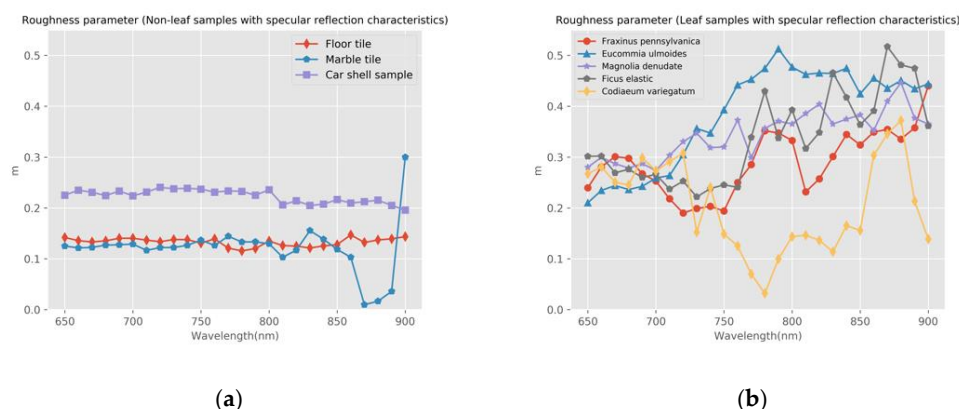 Roughness parameter (Non-leaf samples with specular reflection characteristics)
Floor tile
Marble tile
Car shell sample
0.5
0.4
0.3
0.2
0.1
0.0
m
650 700 750 800 850 900
Wavelength(nm)
(a)
Roughness parameter (Leaf samples with specular reflection characteristics)
Fraxinus pennsylvanica
Eucommia ulmoides
Magnolia denudate
Ficus elastic
Codiaeum variegatum
0.5
0.4
0.3
0.2
0.1
0.0
m
650 700 750 800 850 900
Wavelength(nm)
(b)